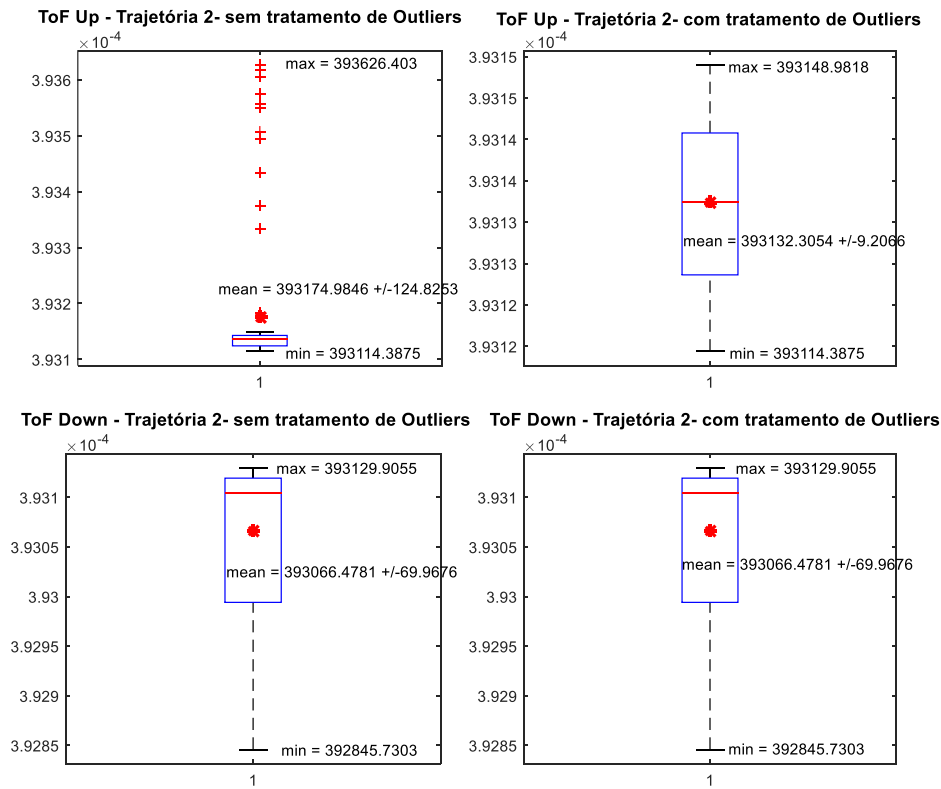 ToF Up - Trajetória 2- sem tratamento de Outliers
×10-4
max = 393626.403
3.936
3.935
3.934
3.933
mean = 393174.9846 +/-124.8253
3.932
3.931
min = 393114.3875
1
ToF Up - Trajetória 2- com tratamento de Outliers
×10-4
3.9315
max = 393148.9818
3.9315
3.9314
3.9314
3.9313
mean = 393132.3054 +/-9.2066
3.9313
3.9312
3.9312
min = 393114.3875
1
ToF Down - Trajetória 2- sem tratamento de Outliers
×10-4
max = 393129.9055
3.931
3.9305
mean = 393066.4781 +/-69.9676
3.93
3.9295
3.929
3.9285
min = 392845.7303
1
ToF Down - Trajetória 2- com tratamento de Outliers
×10-4
max = 393129.9055
3.931
3.9305
mean = 393066.4781 +/-69.9676
3.93
3.9295
3.929
3.9285
min = 392845.7303
1